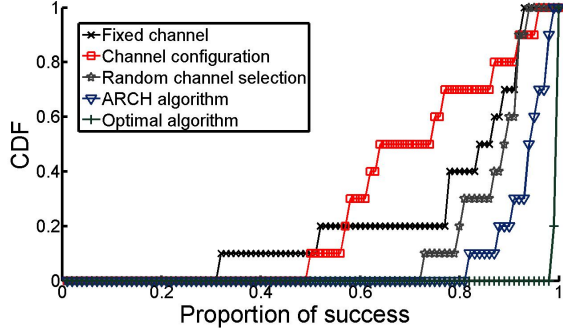 1
0.8
0.6
0.4
0.2
0
CDF
Fixed channel
Channel configuration
Random channel selection
ARCH algorithm
Optimal algorithm
0 0.2 0.4 0.6 0.8 1
Proportion of success